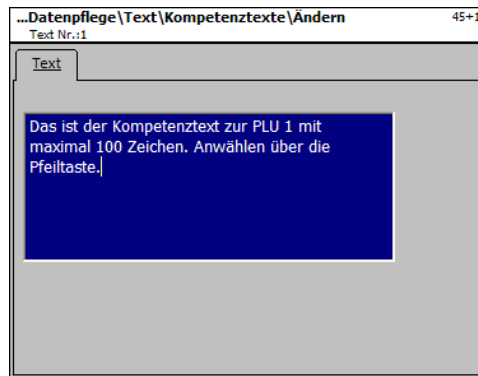 ...Datenpflege\Text\Kompetenztexte\Ändern 45+1
Text Nr.:1
Text
Das ist der Kompetenztext zur PLU 1 mit
maximal 100 Zeichen. Anwählen über die
Pfeiltaste.